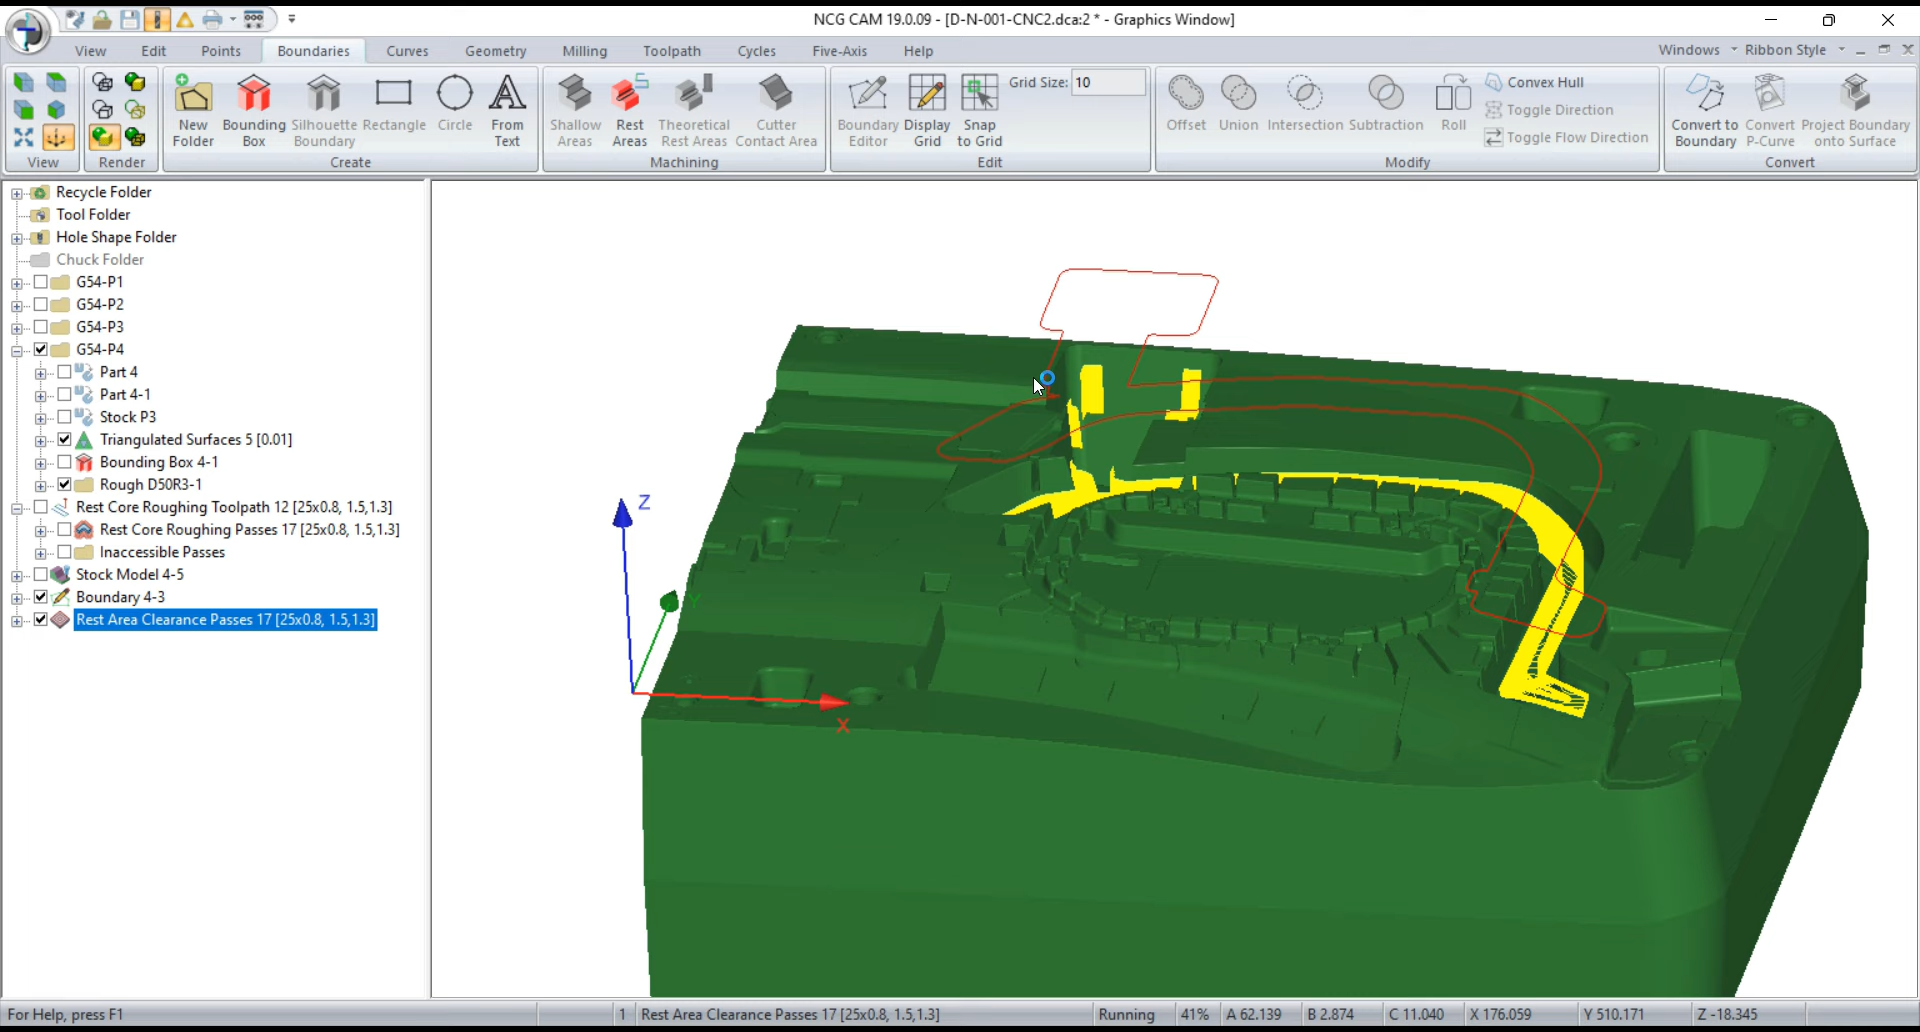 NCG CAM 19.0.09 - [D-N-001-CNC2.dca:2 * - Graphics Window]
View Edit Points Boundaries Curves Geometry Milling Toolpath Cycles Five-Axis Help Windows Ribbon Style
View
Render
New Folder
Bounding Box
Silhouette Boundary
Rectangle
Circle
From Text
Create
Shallow Areas
Rest Areas
Theoretical Rest Areas
Cutter Contact Area
Machining
Boundary Editor
Display Grid
Snap to Grid
Grid Size: 10
Edit
Offset
Union
Intersection
Subtraction
Roll
Convex Hull
Toggle Direction
Toggle Flow Direction
Modify
Convert to Boundary
Convert P-Curve
Project Boundary onto Surface
Convert
Recycle Folder
Tool Folder
Hole Shape Folder
Chuck Folder
G54-P1
G54-P2
G54-P3
G54-P4
Part 4
Part 4-1
Stock P3
Triangulated Surfaces 5 [0.01]
Bounding Box 4-1
Rough D50R3-1
Rest Core Roughing Toolpath 12 [25x0.8, 1.5,1.3]
Rest Core Roughing Passes 17 [25x0.8, 1.5,1.3]
Inaccessible Passes
Stock Model 4-5
Boundary 4-3
Rest Area Clearance Passes 17 [25x0.8, 1.5,1.3]
Z
Y
X
For Help, press F1 1 Rest Area Clearance Passes 17 [25x0.8, 1.5,1.3] Running 41% A 62.139 B 2.874 C 11.040 X 176.059 Y 510.171 Z -18.345